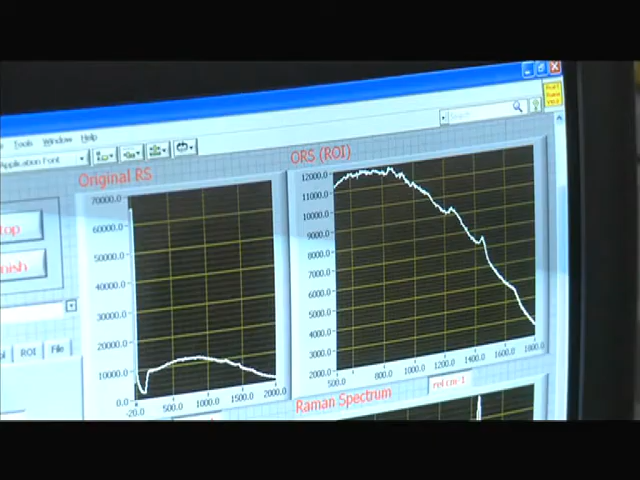 Tools Window Help
Application Font
Search
Original RS
ORS (ROI)
70000.0
60000.0
50000.0
40000.0
30000.0
20000.0
10000.0
0.0
-20.0 500.0 1000.0 1500.0 2000.0
12000.0
11000.0
10000.0
9000.0
8000.0
7000.0
6000.0
5000.0
4000.0
3000.0
2000.0
500.0 800.0 1000.0 1200.0 1400.0 1600.0 1800.0
top
nish
ROI File
rel cm-1
Raman Spectrum